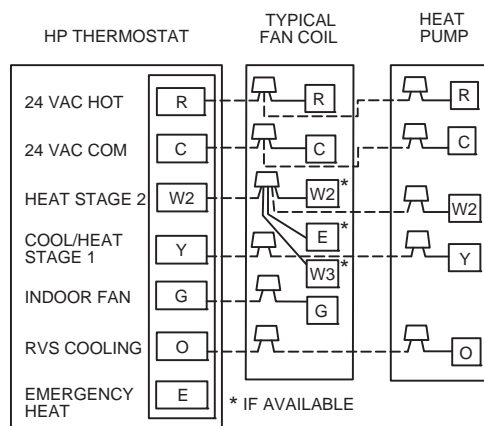 HP THERMOSTAT
TYPICAL
FAN COIL
HEAT
PUMP
24 VAC HOT R R R
24 VAC COM C C C
HEAT STAGE 2 W2 W2* W2
E*
COOL/HEAT
STAGE 1 Y Y
W3*
INDOOR FAN G G
RVS COOLING O O
EMERGENCY
HEAT E
* IF AVAILABLE